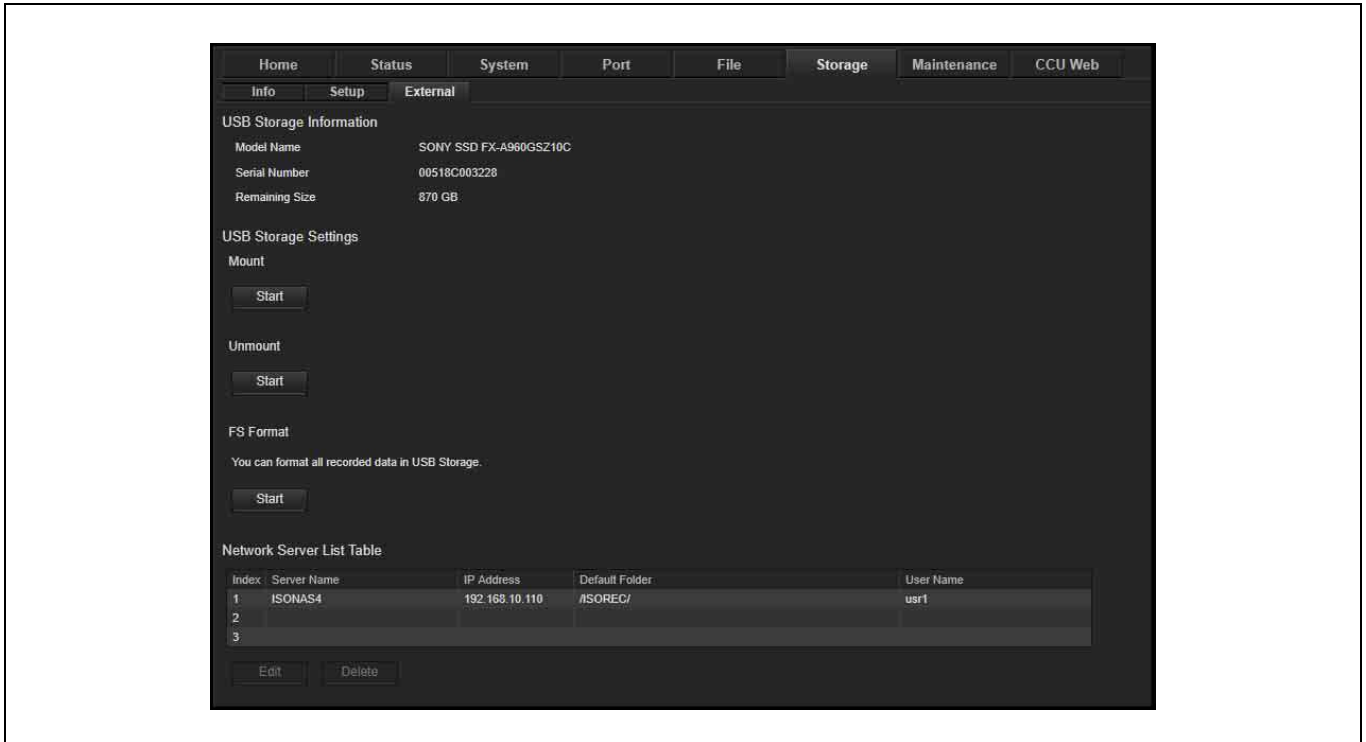 Home Status System Port File Storage Maintenance CCU Web
Info Setup External
USB Storage Information
Model Name SONY SSD FX-A960GSZ10C
Serial Number 00518C003228
Remaining Size 870 GB
USB Storage Settings
Mount
Start
Unmount
Start
FS Format
You can format all recorded data in USB Storage.
Start
Network Server List Table
Index Server Name IP Address Default Folder User Name
1 ISONAS4 192.168.10.110 /ISOREC/ usr1
2
3
Edit Delete